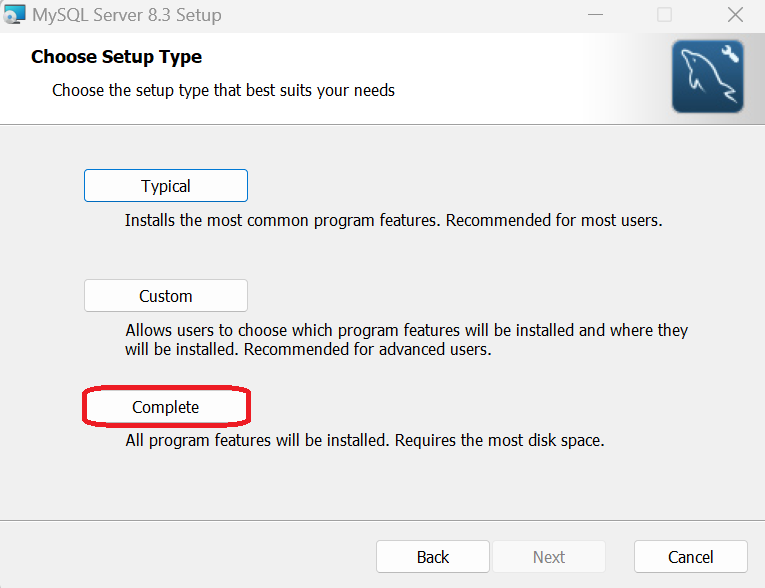 MySQL Server 8.3 Setup
Choose Setup Type
Choose the setup type that best suits your needs
Typical
Installs the most common program features. Recommended for most users.
Custom
Allows users to choose which program features will be installed and where they
will be installed. Recommended for advanced users.
Complete
All program features will be installed. Requires the most disk space.
Back
Next
Cancel